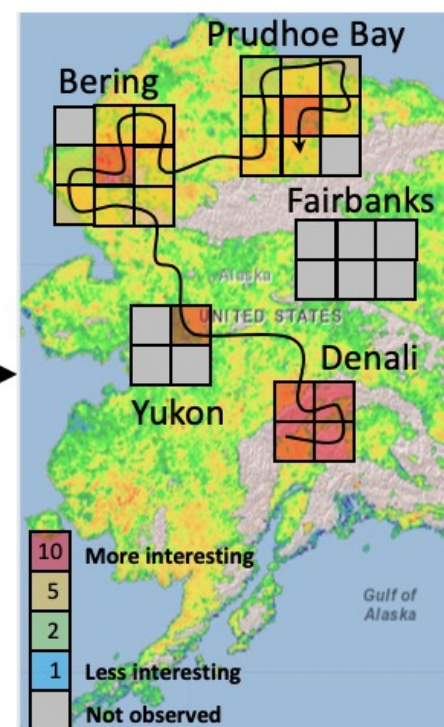 Prudhoe Bay
Bering
Fairbanks
Alaska
UNITED STATES
Denali
Yukon
10 More interesting
5
2
1 Less interesting
Not observed
Gulf of
Alaska